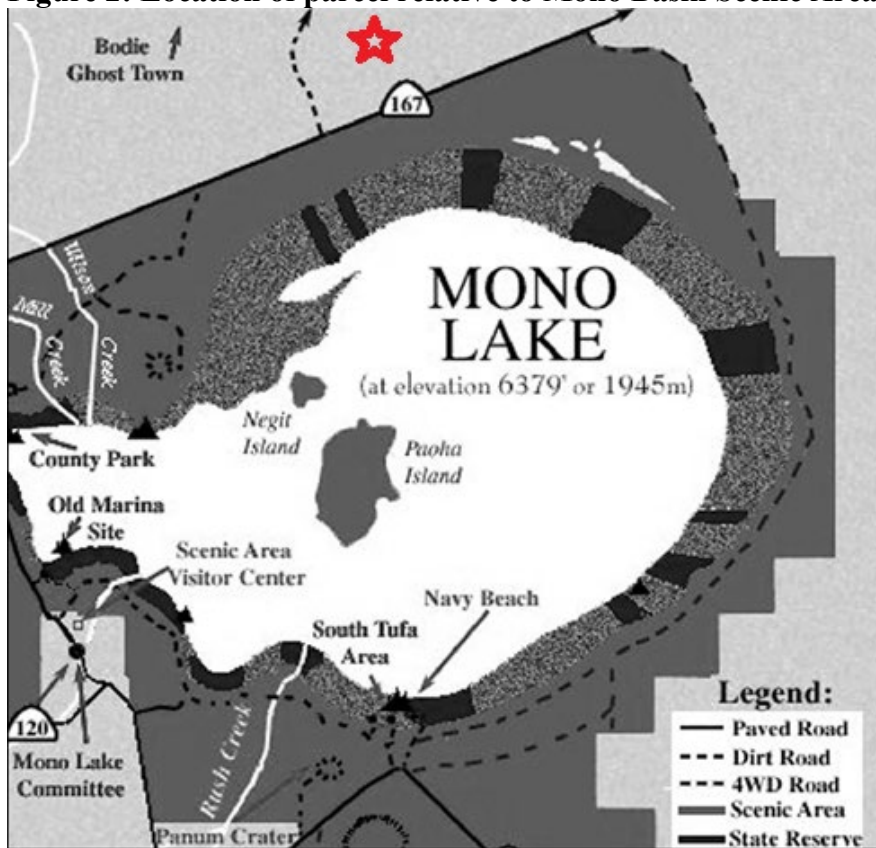 Figure 2: Location of parcel relative to Mono Basin Scenic Area
Bodie
Ghost Town
167
Wilson
Creek
Mill
Creek
MONO
LAKE
(at elevation 6379' or 1945m)
Negit
Island
Paoha
Island
County Park
Old Marina
Site
Scenic Area
Visitor Center
Navy Beach
South Tufa
Area
120
Mono Lake
Committee
Rush Creek
Panum Crater
Legend:
Paved Road
Dirt Road
4WD Road
Scenic Area
State Reserve